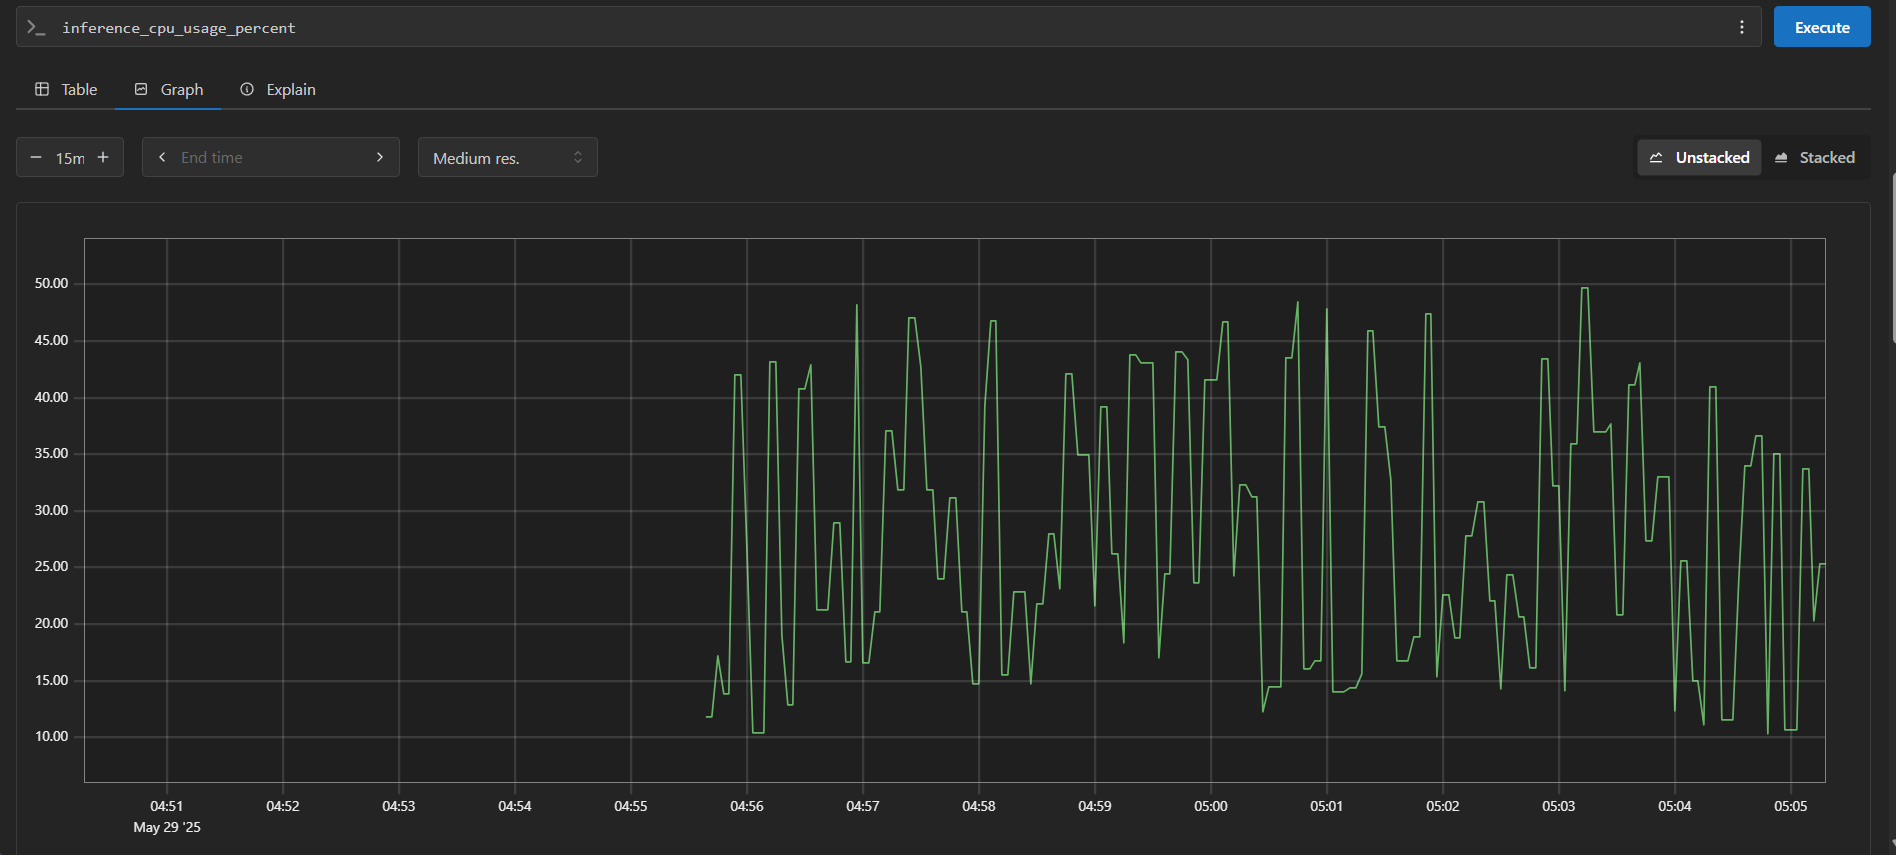 inference_cpu_usage_percent
Execute
Table Graph Explain
15m End time Medium res. Unstacked Stacked
50.00
45.00
40.00
35.00
30.00
25.00
20.00
15.00
10.00
04:51 04:52 04:53 04:54 04:55 04:56 04:57 04:58 04:59 05:00 05:01 05:02 05:03 05:04 05:05
May 29 '25